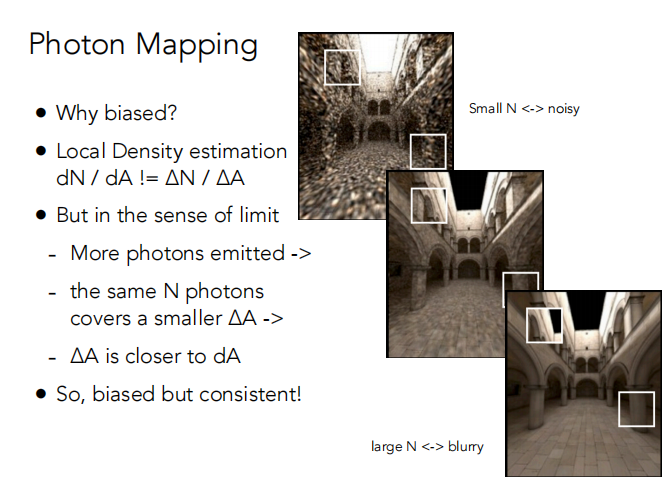 Photon Mapping
• Why biased?
• Local Density estimation
dN / dA != ΔN / ΔA
• But in the sense of limit
- More photons emitted ->
- the same N photons
covers a smaller ΔA ->
- ΔA is closer to dA
• So, biased but consistent!
Small N <-> noisy
large N <-> blurry